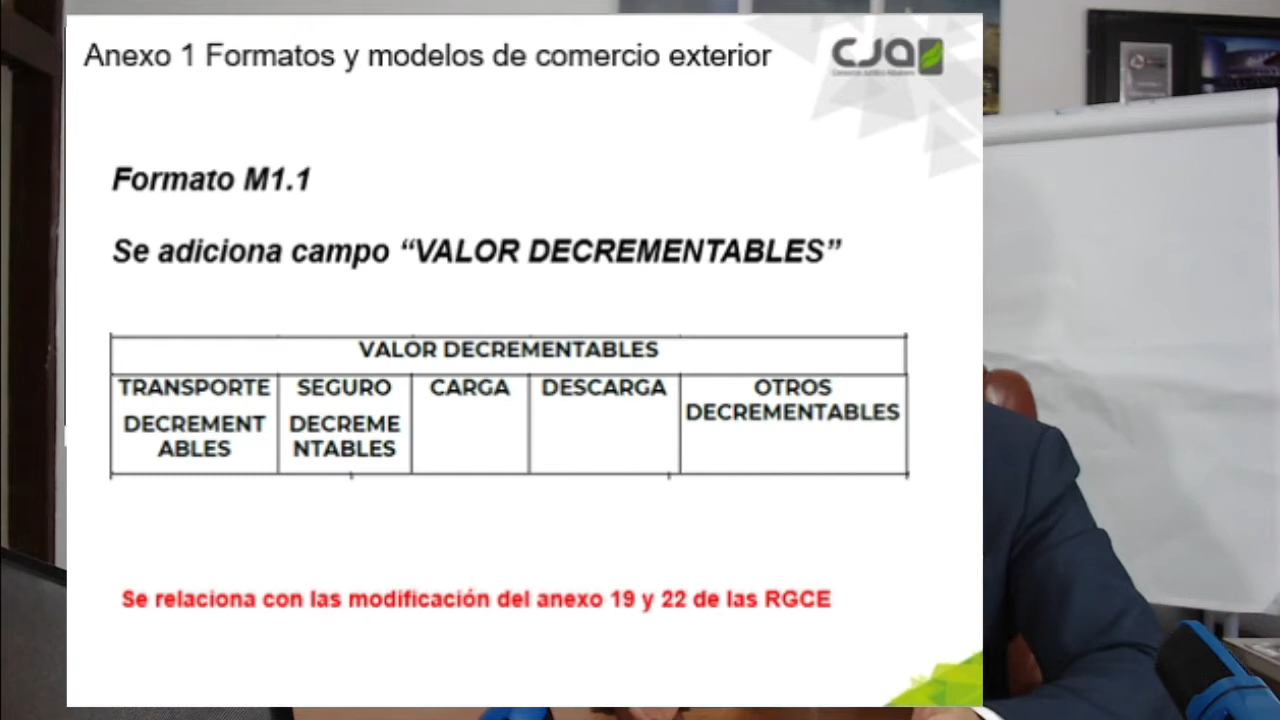 Anexo 1 Formatos y modelos de comercio exterior
CJA
Formato M1.1
Se adiciona campo “VALOR DECREMENTABLES”
VALOR DECREMENTABLES
TRANSPORTE
DECREMENT
ABLES
SEGURO
DECREME
NTABLES
CARGA
DESCARGA
OTROS
DECREMENTABLES
Se relaciona con las modificación del anexo 19 y 22 de las RGCE